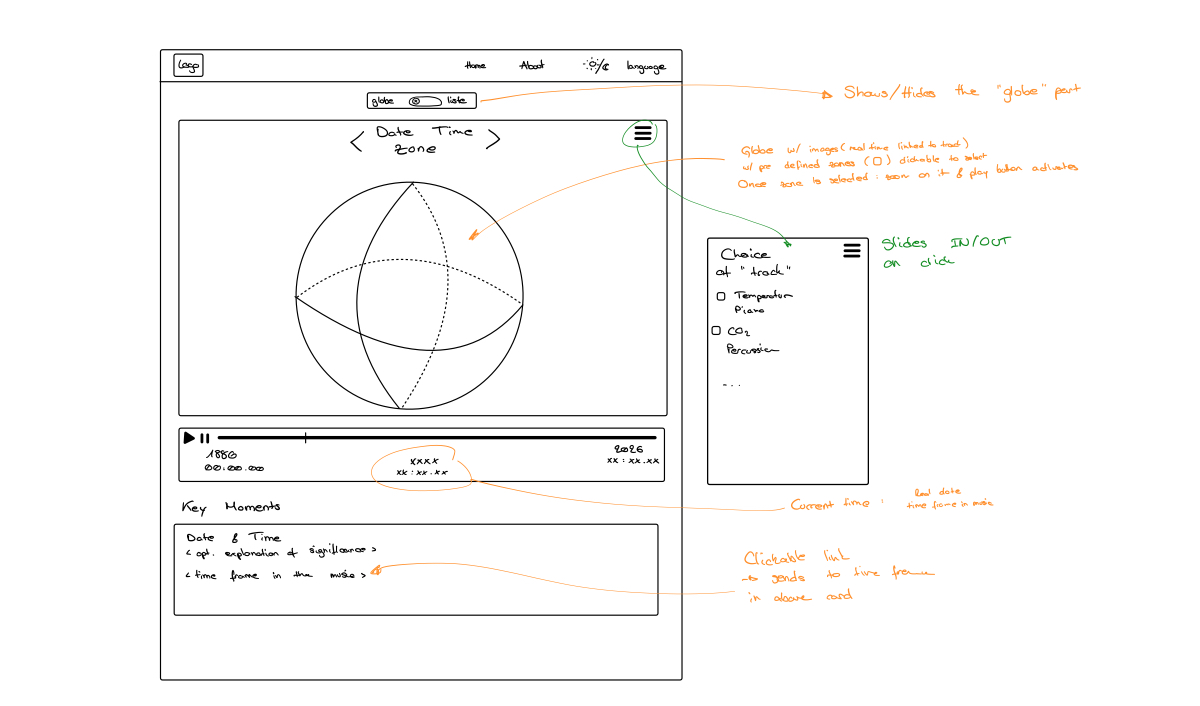 Logo
Home
About
language
globe
liste
Shows/Hides the "globe" part
< Date Time >
zone
Globe w/ images (real time linked to track)
w/ pre defined zones ( ) clickable to select
Once zone is selected : zoom on it & play button activates
Slides IN/OUT
on click
Choice
of "track"
Temperature
Piano
CO2
Percussion
- . .
1880
00:00.00
xxxx
xx : xx.xx
2026
xx : xx.xx
Key Moments
Current time :
Real date
time frame in music
Date & Time
< opt. explanation of significance >
< time frame in the music >
Clickable link
→ sends to time frame
in above card